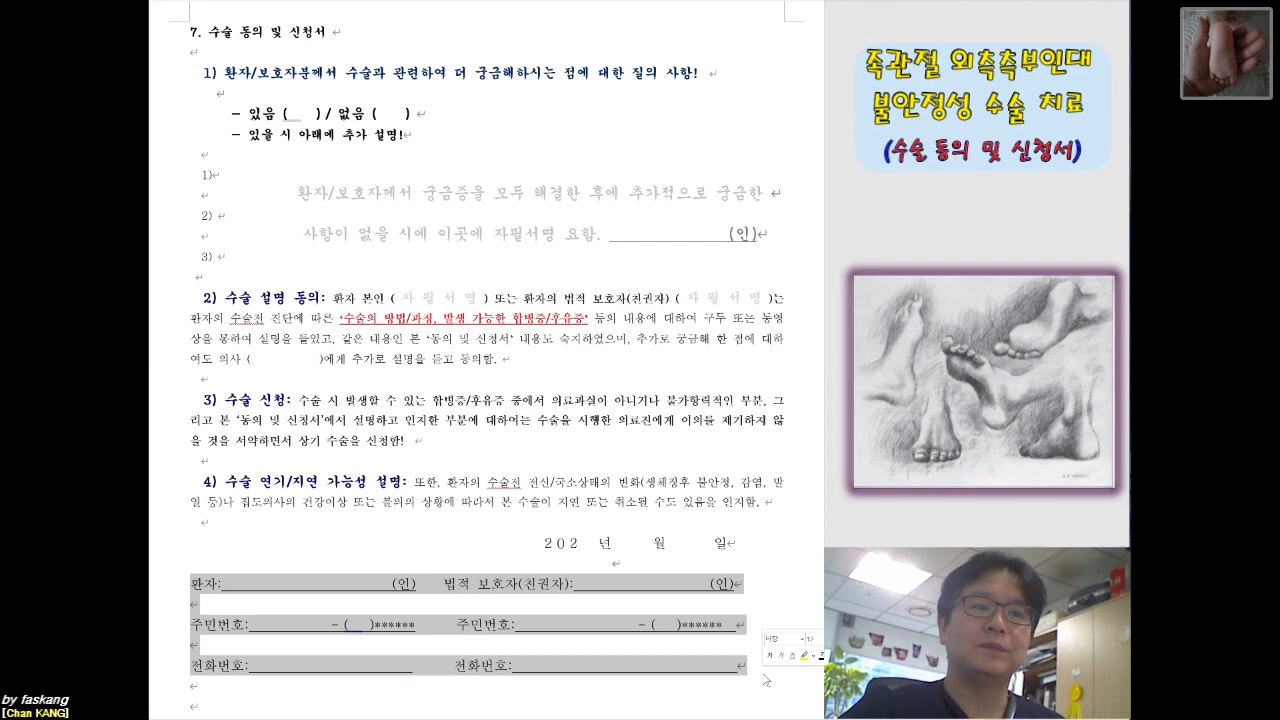 7. 수술 동의 및 신청서
1) 환자/보호자분께서 수술과 관련하여 더 궁금해하시는 점에 대한 질의 사항!
- 있음 (    ) / 없음 (    )
- 있을 시 아래에 추가 설명!
1)
환자/보호자께서 궁금증을 모두 해결한 후에 추가적으로 궁금한
2)
사항이 없을 시에 이곳에 자필서명 요함. ______________(인)
3)
2) 수술 설명 동의: 환자 본인 ( 자 필 서 명 ) 또는 환자의 법적 보호자(친권자) ( 자 필 서 명 )는
환자의 수술전 진단에 따른 '수술의 방법/과정, 발생 가능한 합병증/후유증' 등의 내용에 대하여 구두 또는 동영
상을 통하여 설명을 들었고, 같은 내용인 본 '동의 및 신청서' 내용도 숙지하였으며, 추가로 궁금해 한 점에 대하
여도 의사 (          )에게 추가로 설명을 듣고 동의함.
3) 수술 신청: 수술 시 발생할 수 있는 합병증/후유증 중에서 의료과실이 아니거나 불가항력적인 부분, 그
리고 본 '동의 및 신청서'에서 설명하고 인지한 부분에 대하여는 수술을 시행한 의료진에게 이의를 제기하지 않
을 것을 서약하면서 상기 수술을 신청함!
4) 수술 연기/지연 가능성 설명: 또한, 환자의 수술전 전신/국소상태의 변화(생체징후 불안정, 감염, 발
열 등)나 집도의사의 건강이상 또는 불의의 상황에 따라서 본 수술이 지연 또는 취소될 수도 있음을 인지함.
202   년      월      일
환자:____________________(인)   법적 보호자(친권자):________________(인)
주민번호:__________ - (   )******   주민번호:______________ - (   )******
전화번호:____________________   전화번호:____________________________
바탕 12
가 가 가 가
족관절 외측측부인대
불안정성 수술 치료
(수술 동의 및 신청서)
by faskang
[Chan KANG]